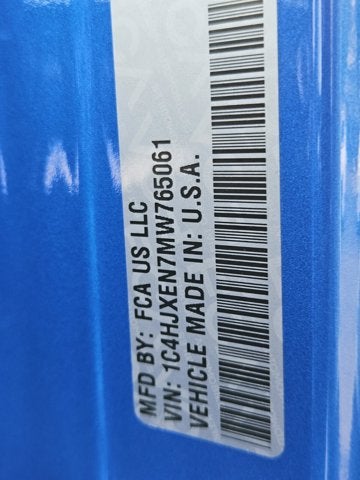 MFD BY: FCA US LLC
VIN: 1C4HJXEN7MW765061
VEHICLE MADE IN: U.S.A.